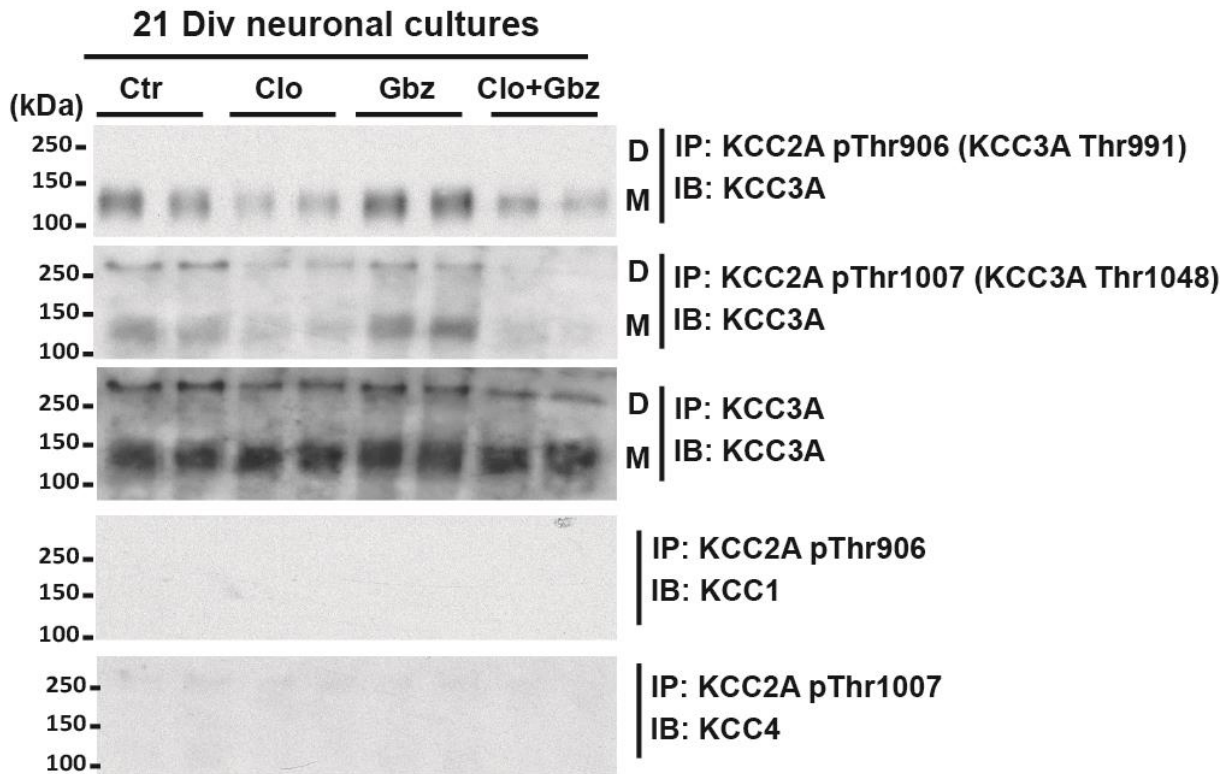 21 Div neuronal cultures
Ctr Clo Gbz Clo+Gbz
(kDa)
250
150
100
D
M
IP: KCC2A pThr906 (KCC3A Thr991)
IB: KCC3A
250
150
100
D
M
IP: KCC2A pThr1007 (KCC3A Thr1048)
IB: KCC3A
250
150
100
D
M
IP: KCC3A
IB: KCC3A
250
150
100
IP: KCC2A pThr906
IB: KCC1
250
150
100
IP: KCC2A pThr1007
IB: KCC4